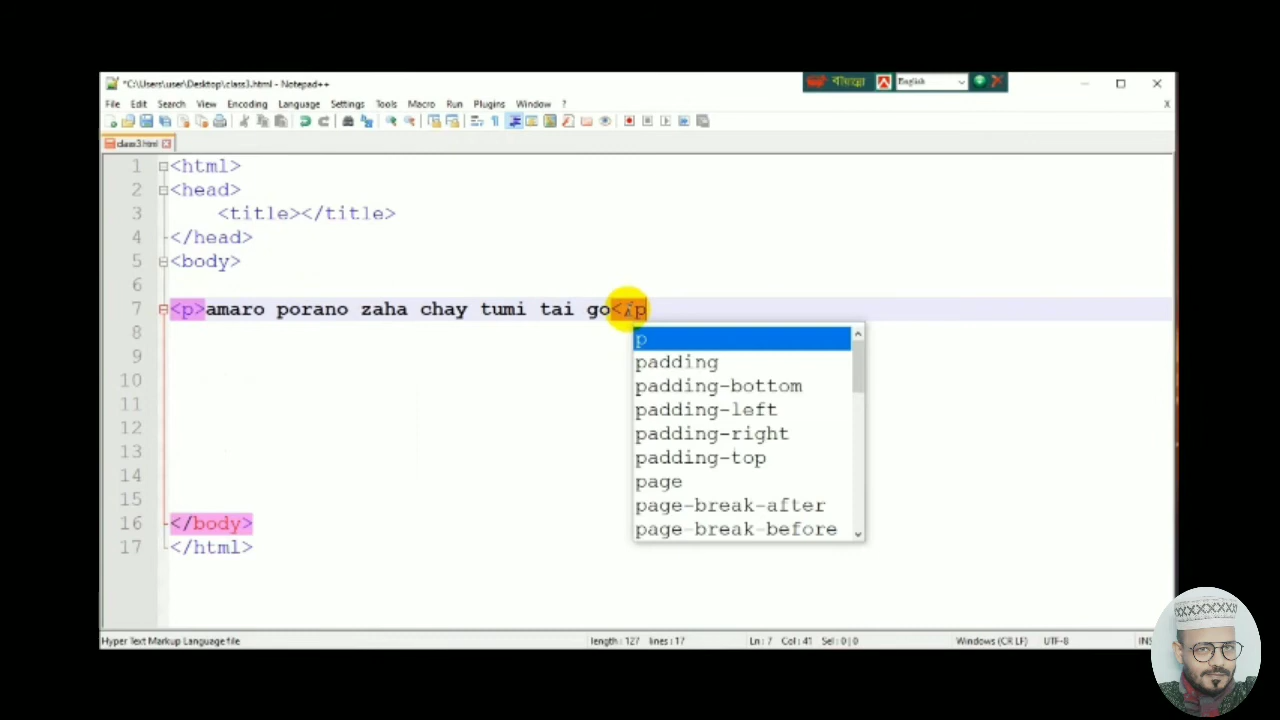 *C:\Users\user\Desktop\class3.html - Notepad++
বাংলা English
File Edit Search View Encoding Language Settings Tools Macro Run Plugins Window ? X
class3.html
1 <html>
2 <head>
3 <title></title>
4 </head>
5 <body>
6
7 <p>amaro porano zaha chay tumi tai go</p
8
9
10
11
12
13
14
15
16 </body>
17 </html>
p
padding
padding-bottom
padding-left
padding-right
padding-top
page
page-break-after
page-break-before
Hyper Text Markup Language file length : 127 lines : 17 Ln : 7 Col : 41 Sel : 0 | 0 Windows (CR LF) UTF-8 INS